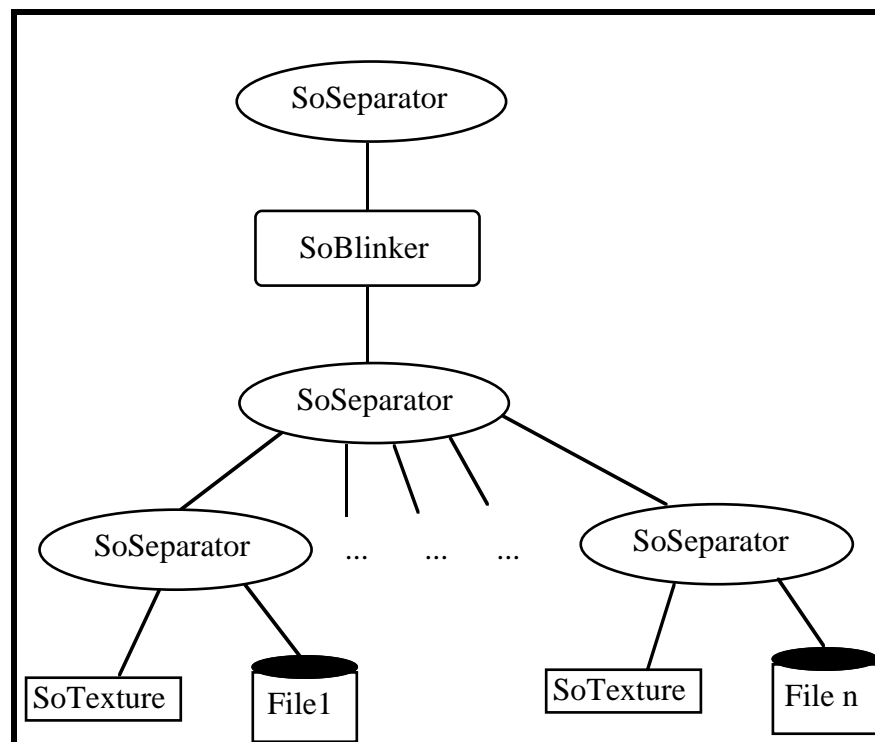 SoSeparator
SoBlinker
SoSeparator
SoSeparator
... ... ...
SoSeparator
SoTexture
File1
SoTexture
File n